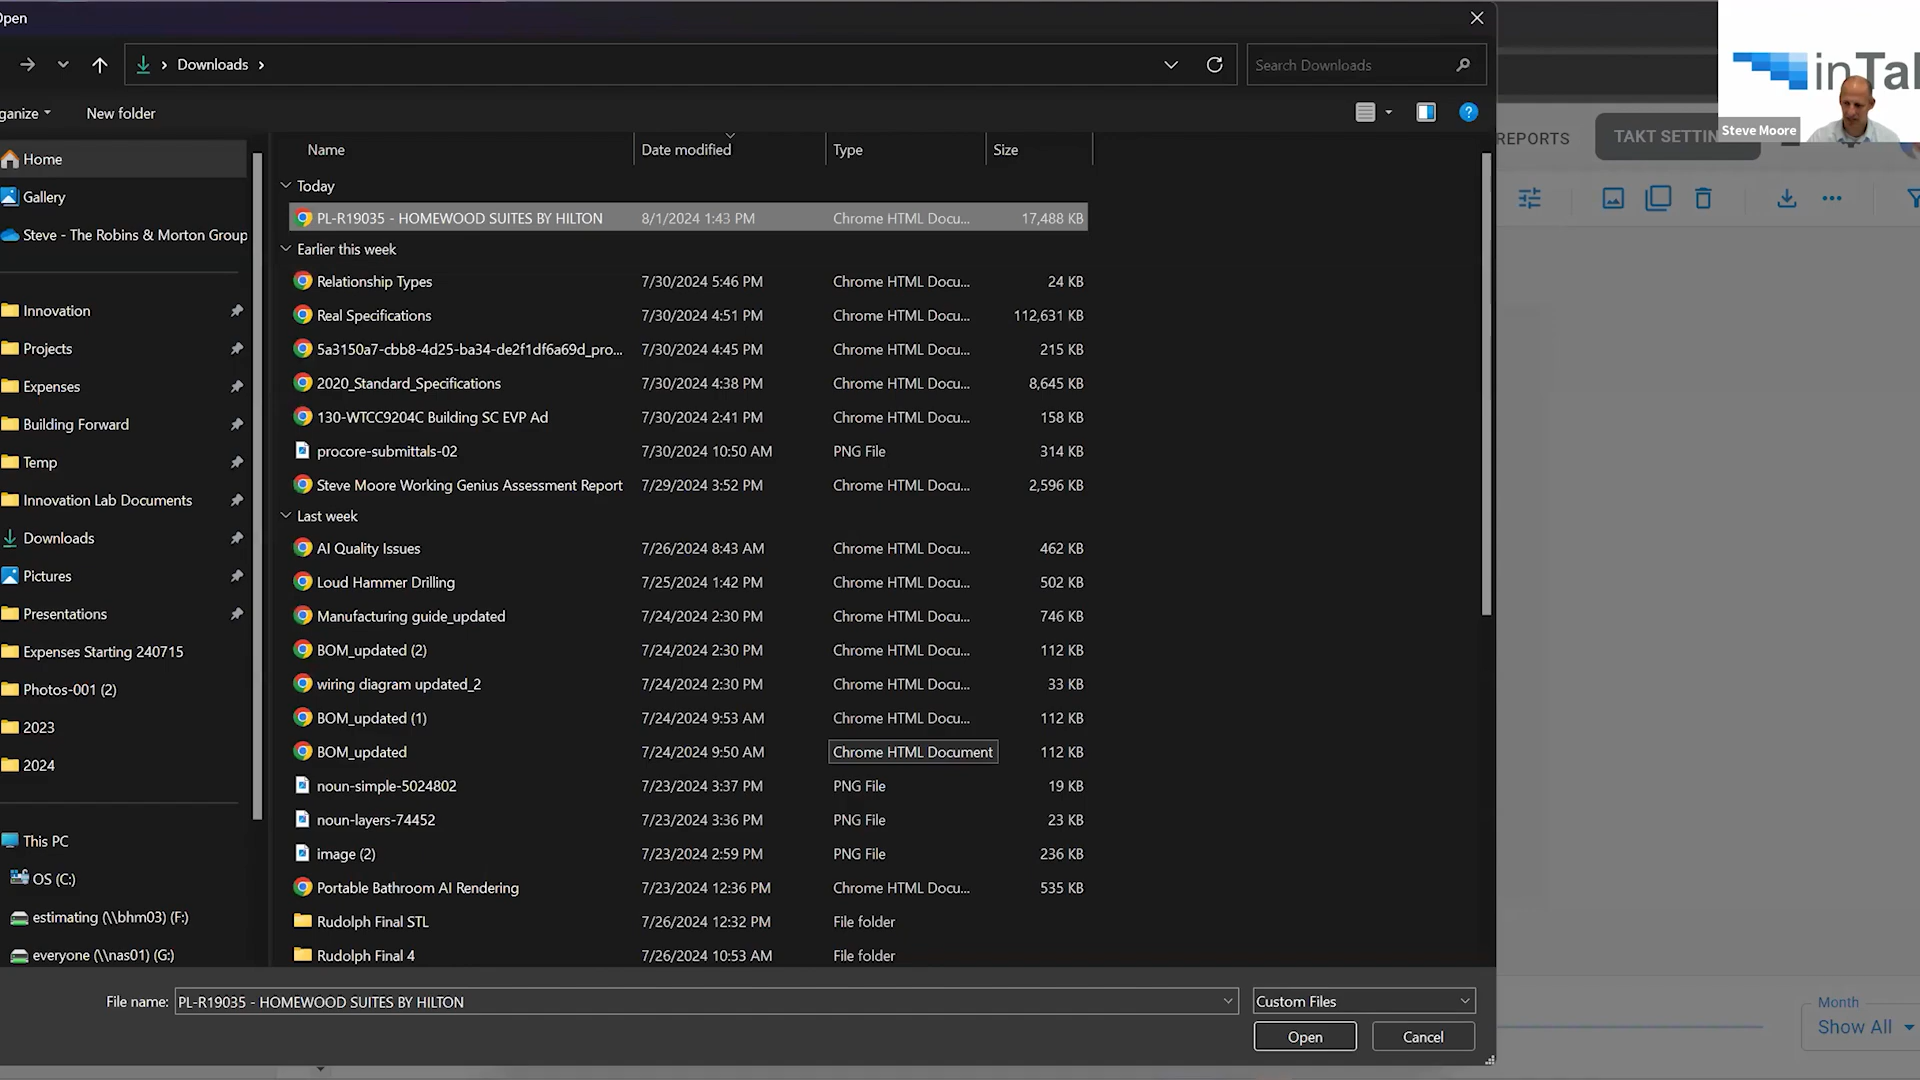 Open
Downloads
Search Downloads
ganize
New folder
inTak
Steve Moore
REPORTS
TAKT SETTIN
Home
Gallery
Steve - The Robins & Morton Group
Innovation
Projects
Expenses
Building Forward
Temp
Innovation Lab Documents
Downloads
Pictures
Presentations
Expenses Starting 240715
Photos-001 (2)
2023
2024
This PC
OS (C:)
estimating (\\bhm03) (F:)
everyone (\\nas01) (G:)
Name Date modified Type Size
Today
PL-R19035 - HOMEWOOD SUITES BY HILTON 8/1/2024 1:43 PM Chrome HTML Docu... 17,488 KB
Earlier this week
Relationship Types 7/30/2024 5:46 PM Chrome HTML Docu... 24 KB
Real Specifications 7/30/2024 4:51 PM Chrome HTML Docu... 112,631 KB
5a3150a7-cbb8-4d25-ba34-de2f1df6a69d_pro... 7/30/2024 4:45 PM Chrome HTML Docu... 215 KB
2020_Standard_Specifications 7/30/2024 4:38 PM Chrome HTML Docu... 8,645 KB
130-WTCC9204C Building SC EVP Ad 7/30/2024 2:41 PM Chrome HTML Docu... 158 KB
procore-submittals-02 7/30/2024 10:50 AM PNG File 314 KB
Steve Moore Working Genius Assessment Report 7/29/2024 3:52 PM Chrome HTML Docu... 2,596 KB
Last week
AI Quality Issues 7/26/2024 8:43 AM Chrome HTML Docu... 462 KB
Loud Hammer Drilling 7/25/2024 1:42 PM Chrome HTML Docu... 502 KB
Manufacturing guide_updated 7/24/2024 2:30 PM Chrome HTML Docu... 746 KB
BOM_updated (2) 7/24/2024 2:30 PM Chrome HTML Docu... 112 KB
wiring diagram updated_2 7/24/2024 2:30 PM Chrome HTML Docu... 33 KB
BOM_updated (1) 7/24/2024 9:53 AM Chrome HTML Docu... 112 KB
BOM_updated 7/24/2024 9:50 AM Chrome HTML Document 112 KB
noun-simple-5024802 7/23/2024 3:37 PM PNG File 19 KB
noun-layers-74452 7/23/2024 3:36 PM PNG File 23 KB
image (2) 7/23/2024 2:59 PM PNG File 236 KB
Portable Bathroom AI Rendering 7/23/2024 12:36 PM Chrome HTML Docu... 535 KB
Rudolph Final STL 7/26/2024 12:32 PM File folder
Rudolph Final 4 7/26/2024 10:53 AM File folder
File name: PL-R19035 - HOMEWOOD SUITES BY HILTON Custom Files
Open Cancel
Month
Show All